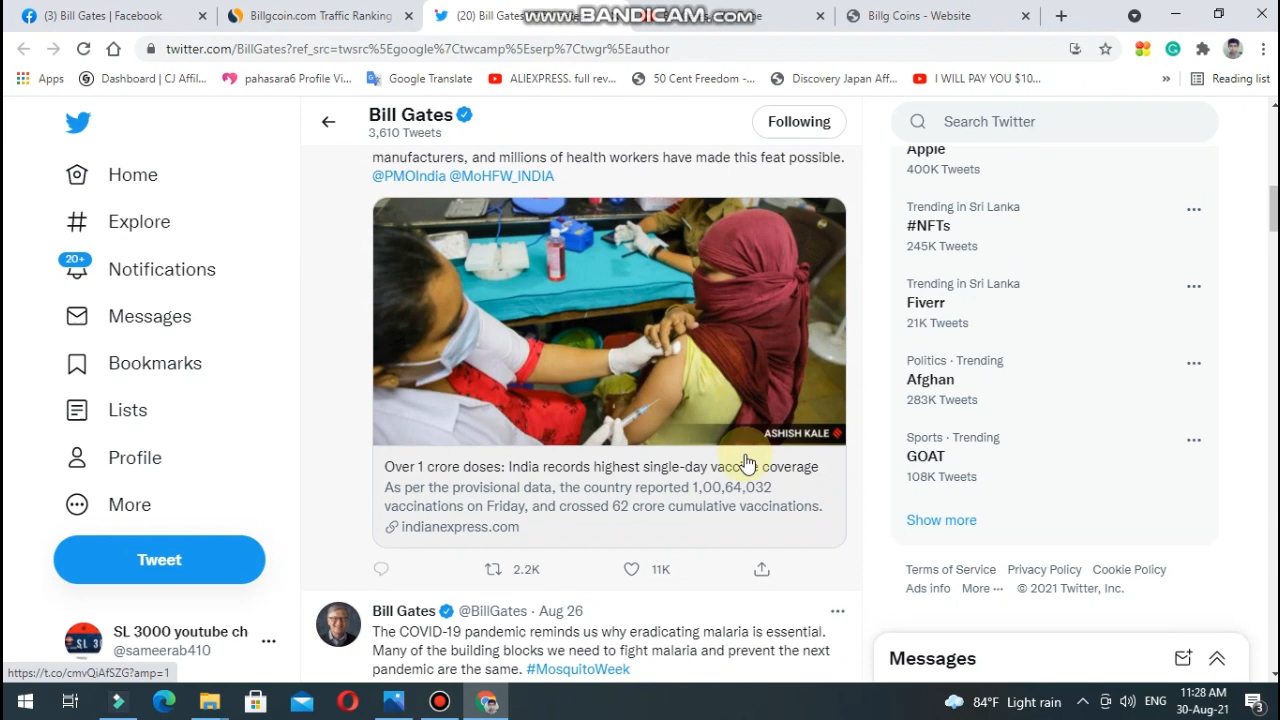 (3) Bill Gates | Facebook
Billgcoin.com Traffic Ranking
(20) Bill Gates
www.BANDICAM.com
Billg Coins - Website
twitter.com/BillGates?ref_src=twsrc%5Egoogle%7Ctwcamp%5Eserp%7Ctwgr%5Eauthor
Apps
Dashboard | CJ Affil...
pahasara6 Profile Vi...
Google Translate
ALIEXPRESS. full rev...
50 Cent Freedom -...
Discovery Japan Aff...
I WILL PAY YOU $10...
»
Reading list
Home
Explore
20+
Notifications
Messages
Bookmarks
Lists
Profile
More
Tweet
SL 3000 youtube ch
@sameerab410
https://t.co/cmvQiAfSZG?amp=1
Bill Gates
3,610 Tweets
Following
manufacturers, and millions of health workers have made this feat possible.
@PMOIndia @MoHFW_INDIA
ASHISH KALE
Over 1 crore doses: India records highest single-day coverage
As per the provisional data, the country reported 1,00,64,032
vaccinations on Friday, and crossed 62 crore cumulative vaccinations.
indianexpress.com
2.2K
11K
Bill Gates @BillGates · Aug 26
The COVID-19 pandemic reminds us why eradicating malaria is essential.
Many of the building blocks we need to fight malaria and prevent the next
pandemic are the same. #MosquitoWeek
Search Twitter
Apple
400K Tweets
Trending in Sri Lanka
#NFTs
245K Tweets
Trending in Sri Lanka
Fiverr
21K Tweets
Politics · Trending
Afghan
283K Tweets
Sports · Trending
GOAT
108K Tweets
Show more
Terms of Service Privacy Policy Cookie Policy
Ads info More ··· © 2021 Twitter, Inc.
Messages
84°F Light rain
ENG
11:28 AM
30-Aug-21
3